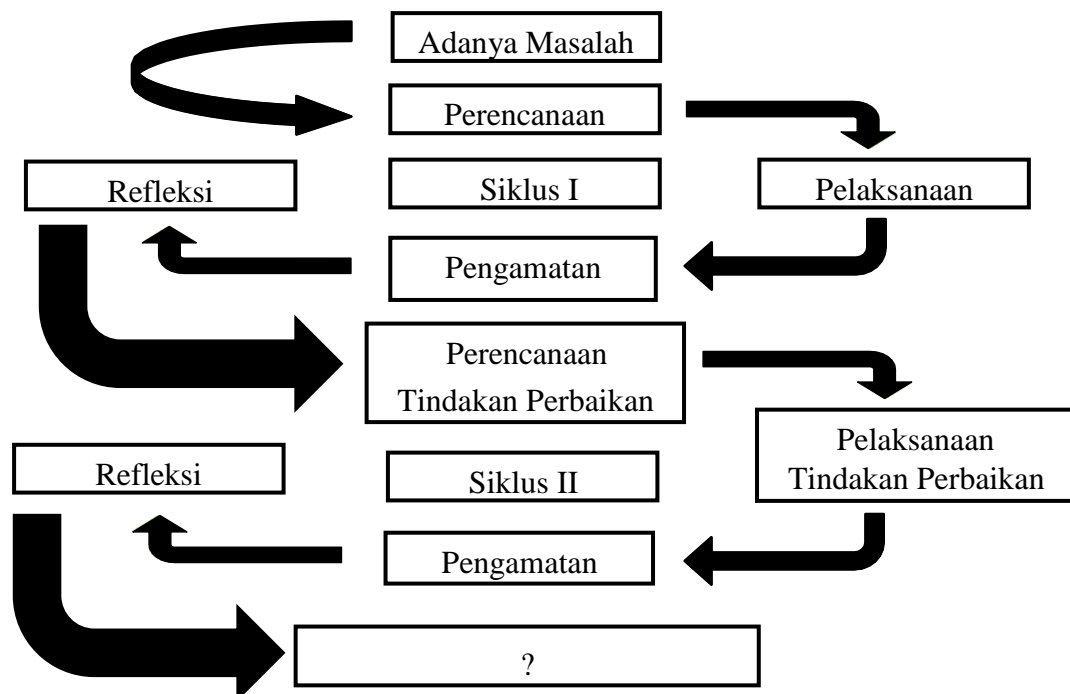 Adanya Masalah
Perencanaan
Refleksi
Siklus I
Pelaksanaan
Pengamatan
Perencanaan
Tindakan Perbaikan
Pelaksanaan
Tindakan Perbaikan
Refleksi
Siklus II
Pengamatan
?